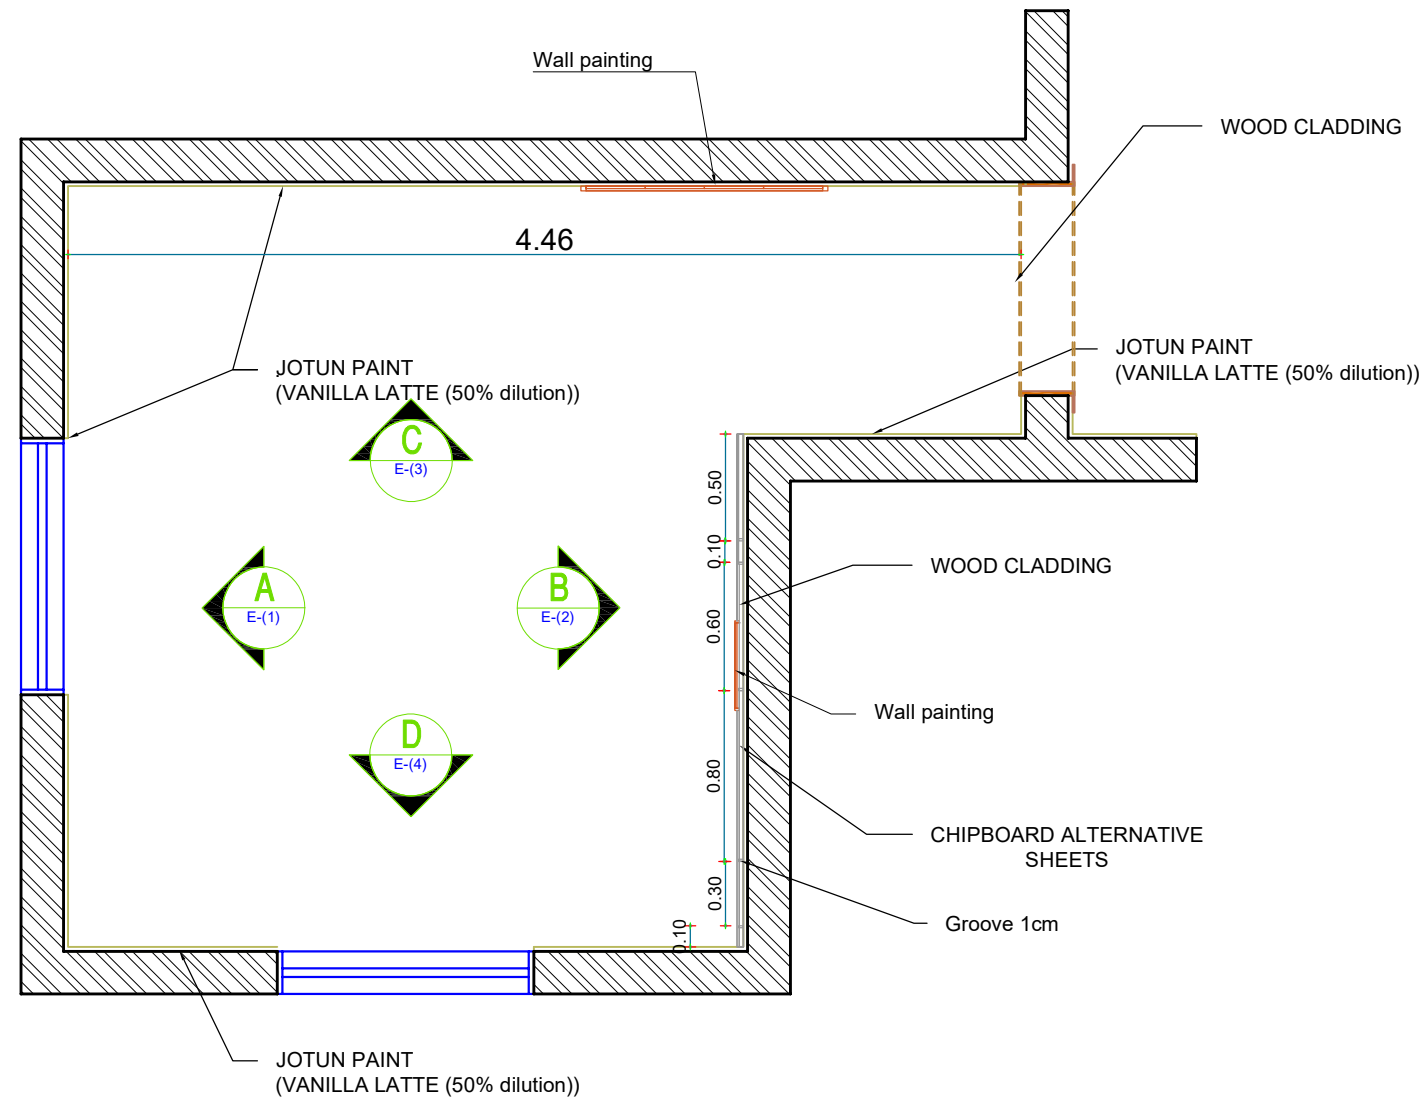 Wall painting
WOOD CLADDING
4.46
JOTUN PAINT
(VANILLA LATTE (50% dilution))
JOTUN PAINT
(VANILLA LATTE (50% dilution))
C
E-(3)
0.50
0.10
WOOD CLADDING
A
E-(1)
B
E-(2)
0.60
Wall painting
D
E-(4)
0.80
CHIPBOARD ALTERNATIVE
SHEETS
0.30
Groove 1cm
0.10
JOTUN PAINT
(VANILLA LATTE (50% dilution))